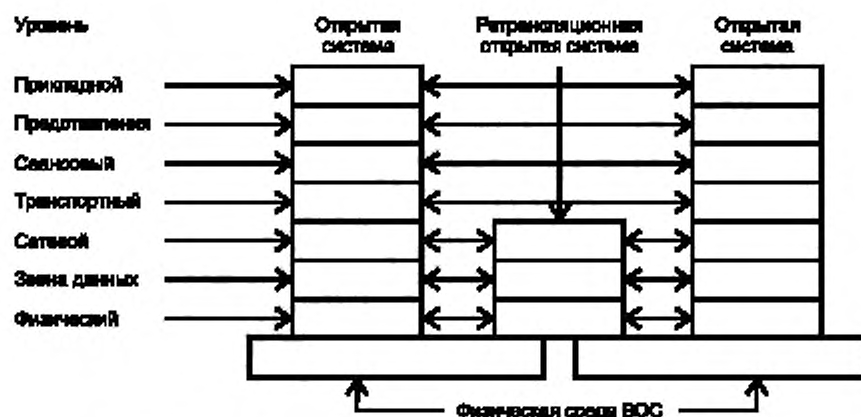 Уровень
Открытая
система
Ретрансляционная
открытая система
Открытая
система
Прикладной
Представления
Сеансовый
Транспортный
Сетевой
Звена данных
Физический
Физическая среда ВОС